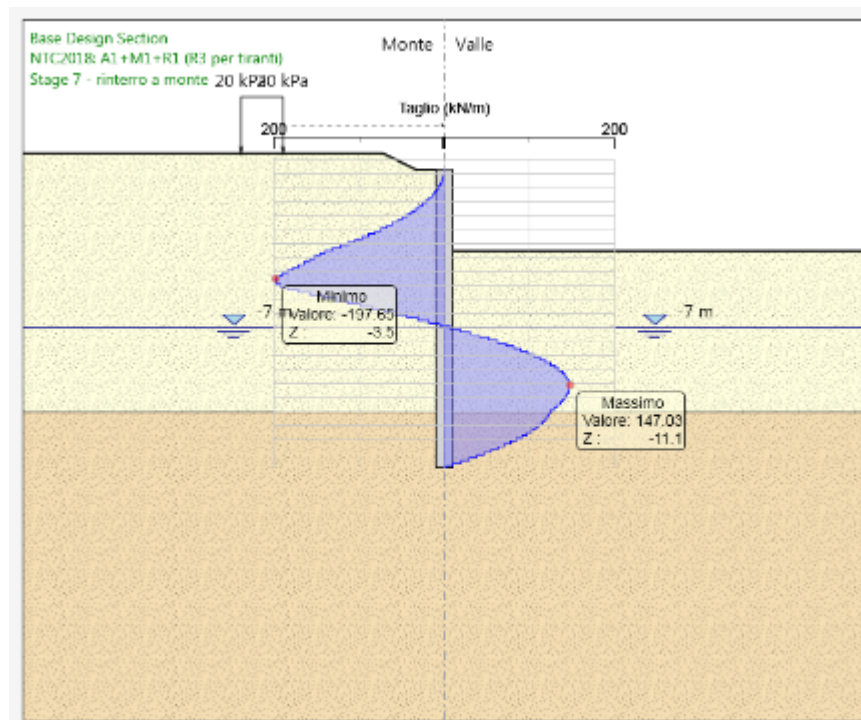 Base Design Section
NTC2018: A1+M1+R1 (R3 per tiranti)
Stage 7 - rinterro a monte
20 kPa
20 kPa
Monte
Valle
Taglio (kN/m)
200
200
-7 m
Minimo
Valore: -197.65
Z : -3.5
-7 m
Massimo
Valore: 147.03
Z : -11.1